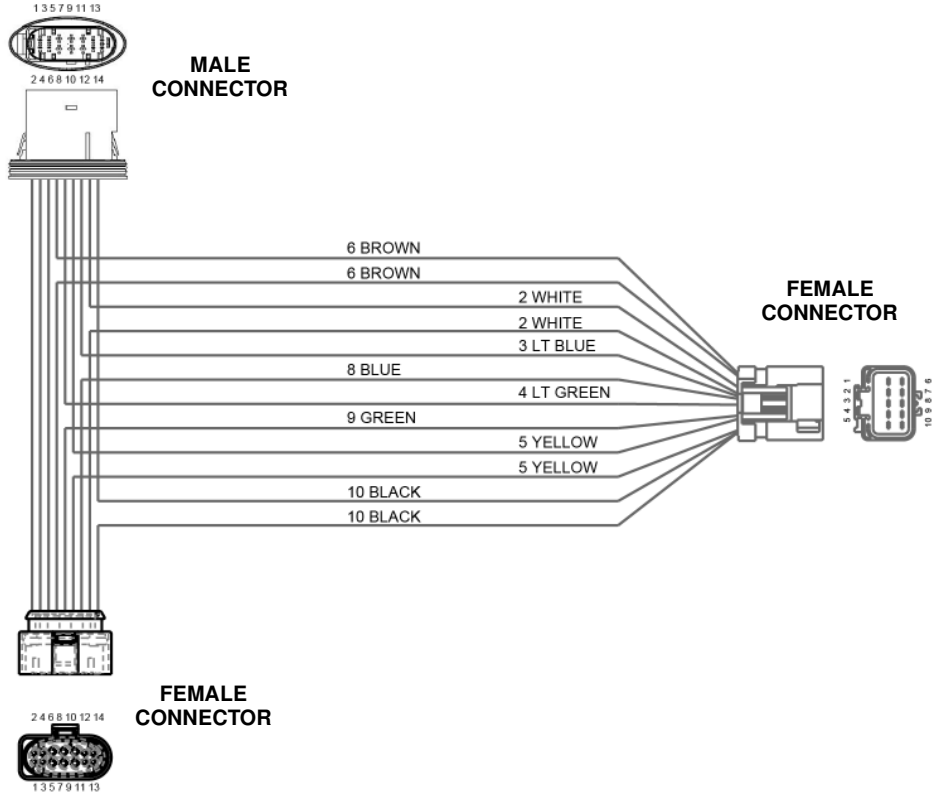 1 3 5 7 9 11 13
MALE
CONNECTOR
2 4 6 8 10 12 14
6 BROWN
6 BROWN
2 WHITE
2 WHITE
3 LT BLUE
8 BLUE
4 LT GREEN
9 GREEN
5 YELLOW
5 YELLOW
10 BLACK
10 BLACK
FEMALE
CONNECTOR
5 4 3 2 1
10 9 8 7 6
FEMALE
CONNECTOR
2 4 6 8 10 12 14
1 3 5 7 9 11 13